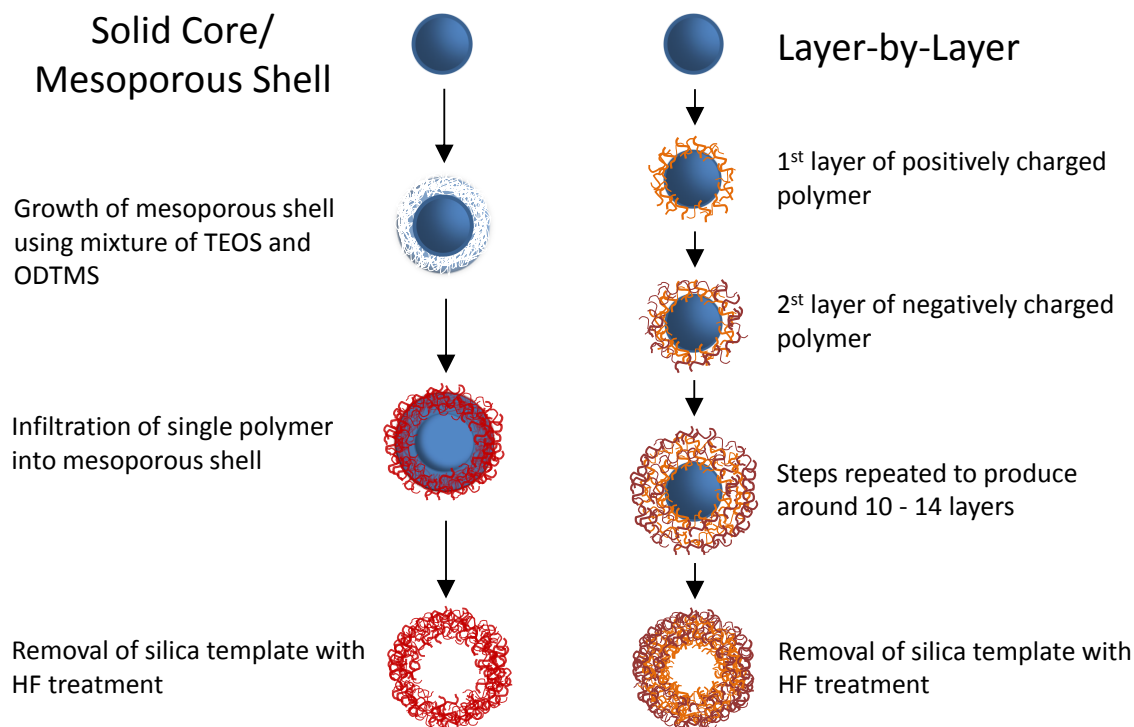 Solid Core/
Mesoporous Shell
Growth of mesoporous shell
using mixture of TEOS and
ODTMS
Infiltration of single polymer
into mesoporous shell
Removal of silica template with
HF treatment
Layer-by-Layer
1st layer of positively charged
polymer
2st layer of negatively charged
polymer
Steps repeated to produce
around 10 - 14 layers
Removal of silica template with
HF treatment